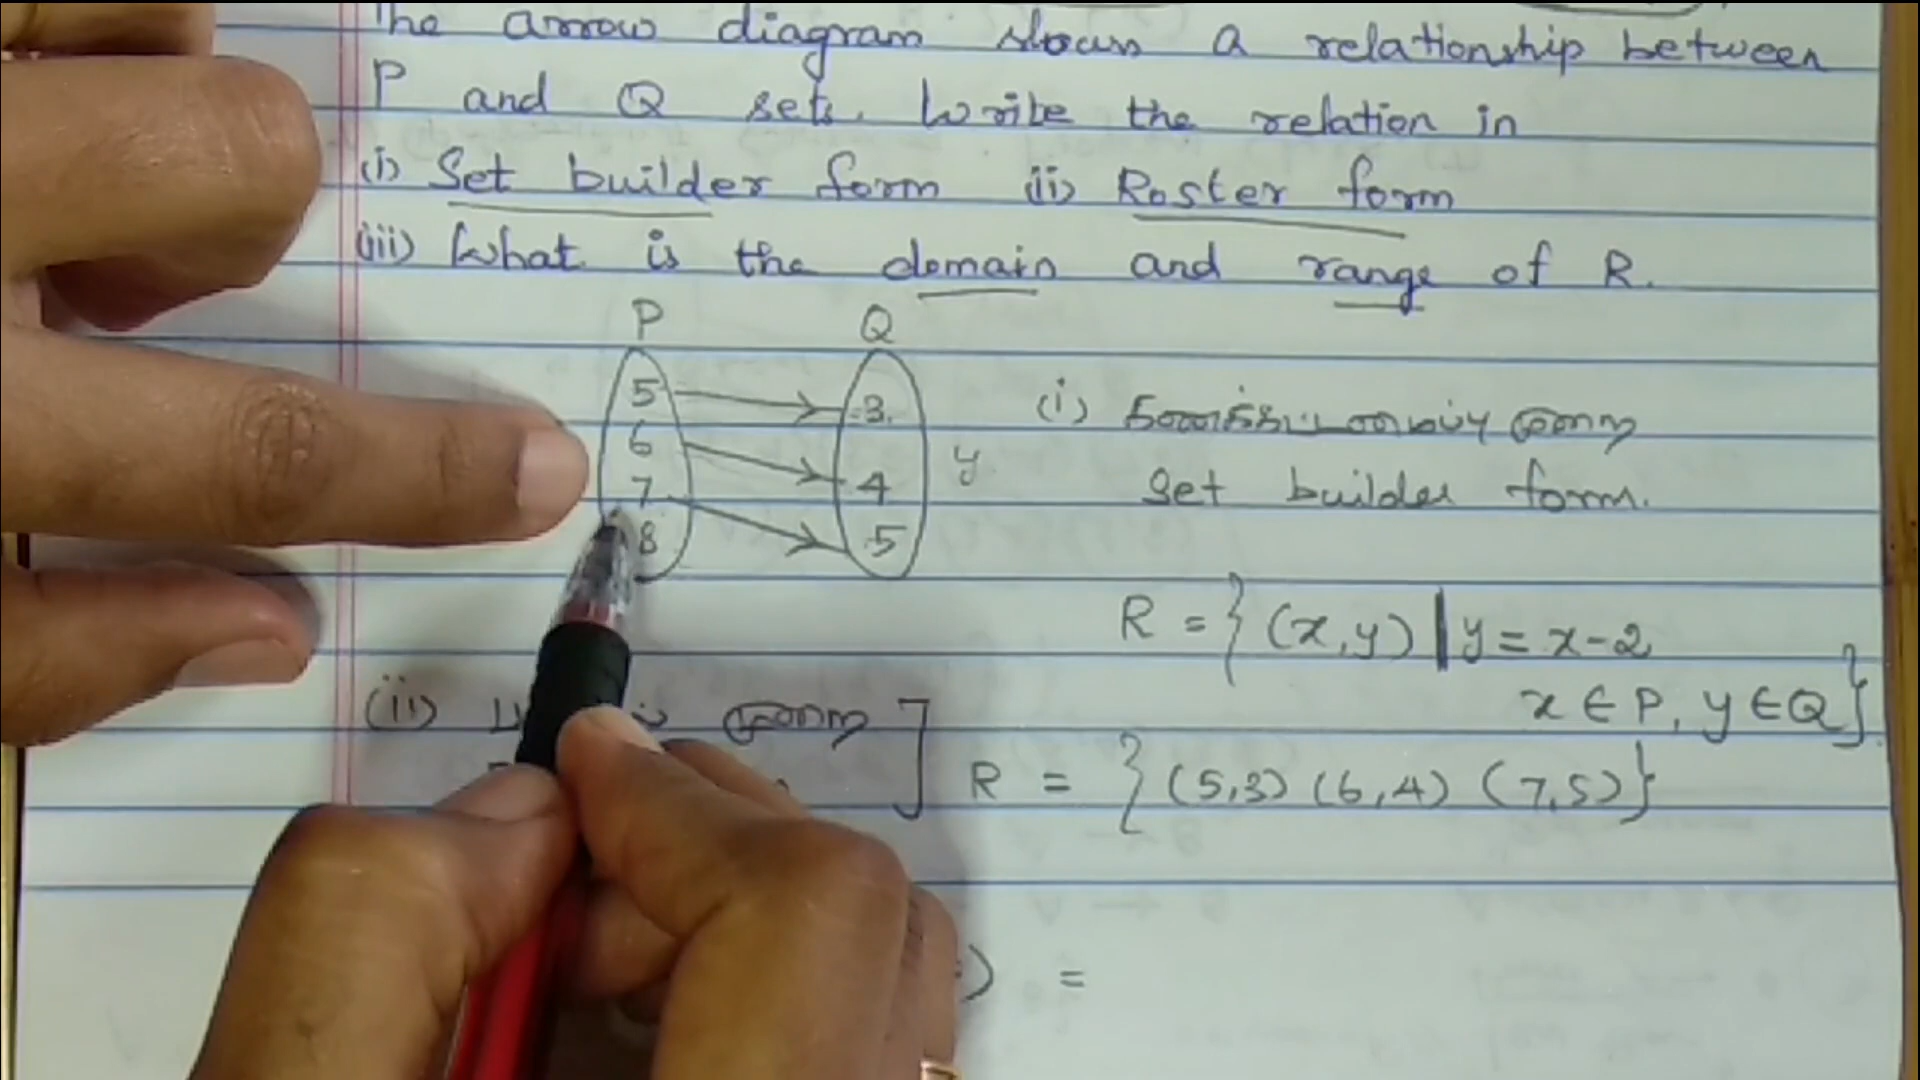 The arrow diagram shows a relationship between
P and Q sets. Write the relation in
(i) Set builder form (ii) Roster form
(iii) What is the domain and range of R.
P Q
5 3
6 y
7 4
8 5
(i)
Set builder form.
R = { (x,y) | y = x-2
x ∈ P, y ∈ Q }
(ii)
R = { (5,3) (6,4) (7,5) }
) =